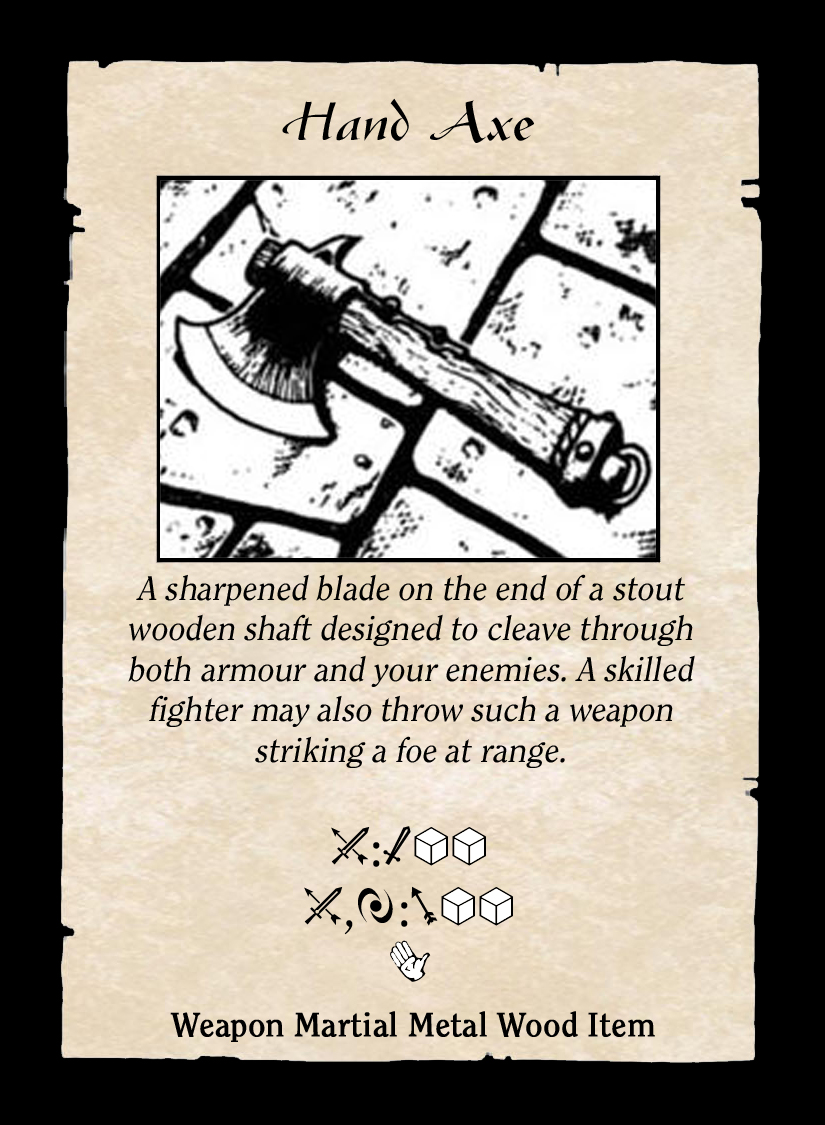 Hand Axe
A sharpened blade on the end of a stout
wooden shaft designed to cleave through
both armour and your enemies. A skilled
fighter may also throw such a weapon
striking a foe at range.
:
, :
Weapon Martial Metal Wood Item